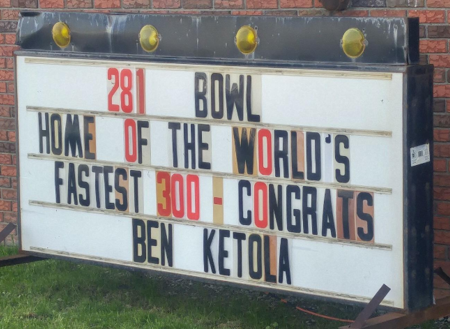 281 BOWL
HOME OF THE WORLD'S
FASTEST 300 - CONGRATS
BEN KETOLA